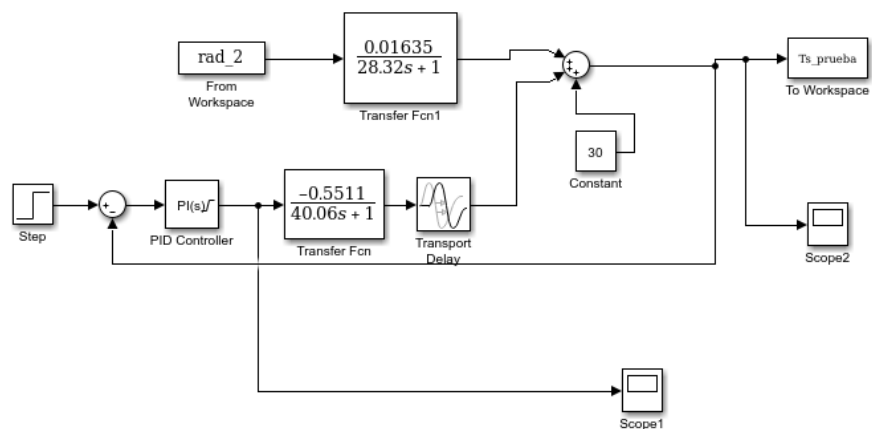 rad_2
From
Workspace
0.01635
28.32s + 1
Transfer Fcn1
+
+
+
30
Constant
Ts_prueba
To Workspace
Step
+
−
PI(s)
PID Controller
−0.5511
40.06s + 1
Transfer Fcn
Transport
Delay
Scope2
Scope1